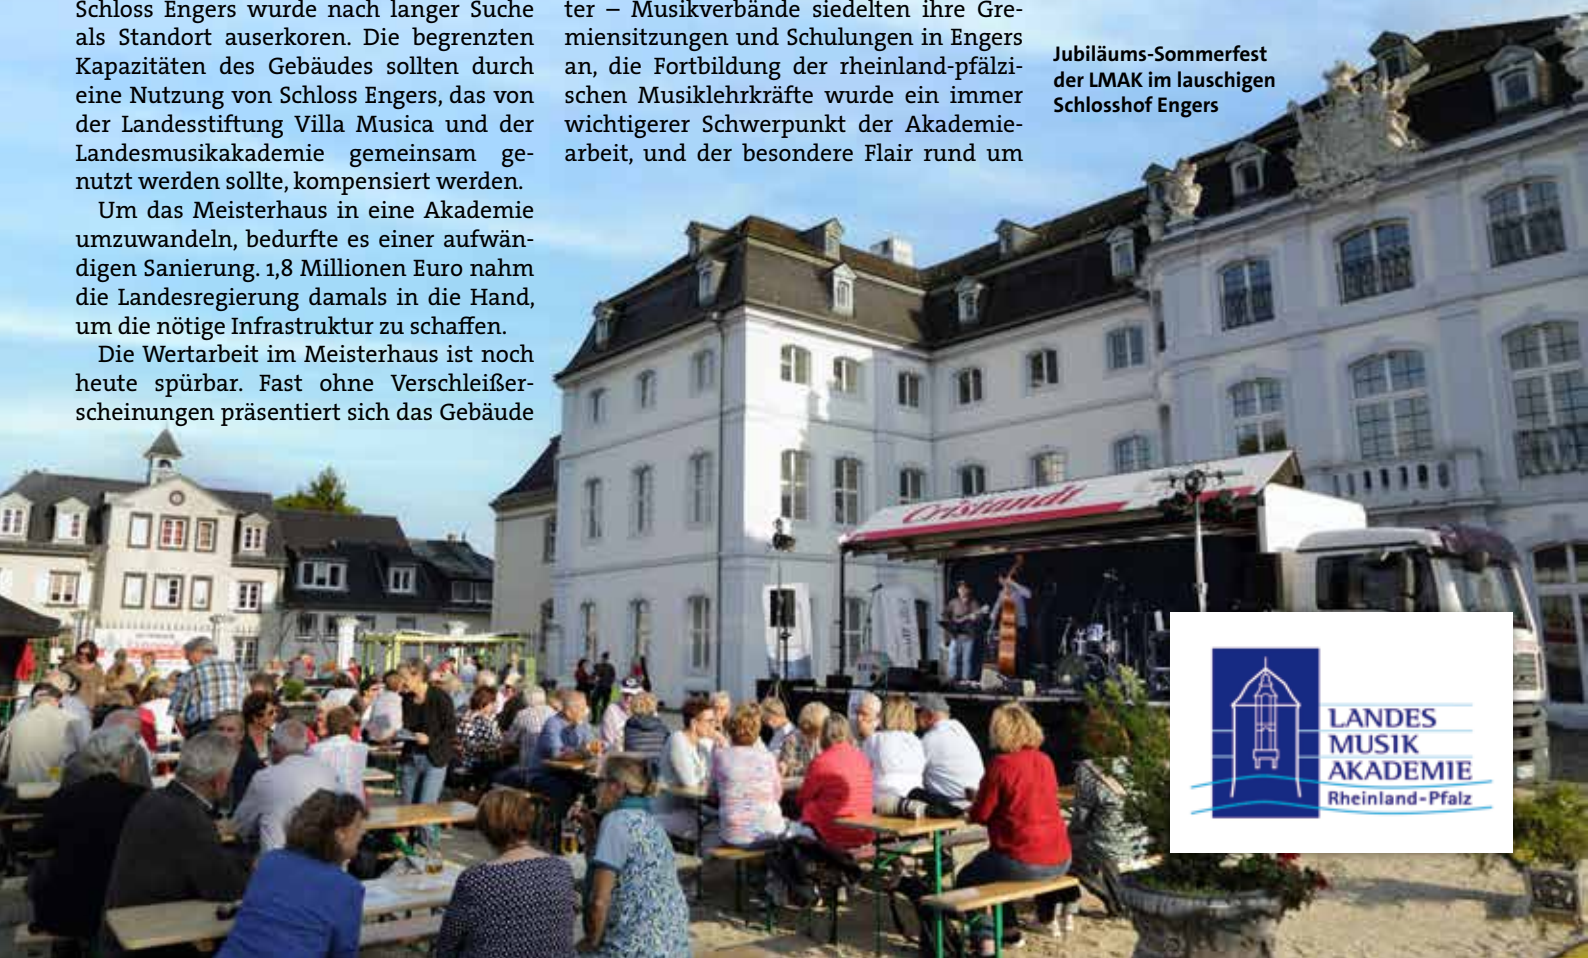 Schloss Engers wurde nach langer Suche
als Standort auserkoren. Die begrenzten
Kapazitäten des Gebäudes sollten durch
eine Nutzung von Schloss Engers, das von
der Landesstiftung Villa Musica und der
Landesmusikakademie gemeinsam ge-
nutzt werden sollte, kompensiert werden.
Um das Meisterhaus in eine Akademie
umzuwandeln, bedurfte es einer aufwän-
digen Sanierung. 1,8 Millionen Euro nahm
die Landesregierung damals in die Hand,
um die nötige Infrastruktur zu schaffen.
Die Wertarbeit im Meisterhaus ist noch
heute spürbar. Fast ohne Verschleißer-
scheinungen präsentiert sich das Gebäude
ter – Musikverbände siedelten ihre Gre-
miensitzungen und Schulungen in Engers
an, die Fortbildung der rheinland-pfälzi-
schen Musiklehrkräfte wurde ein immer
wichtigerer Schwerpunkt der Akademie-
arbeit, und der besondere Flair rund um
Jubiläums-Sommerfest
der LMAK im lauschigen
Schlosshof Engers
Cristandt
LANDES
MUSIK
AKADEMIE
Rheinland-Pfalz